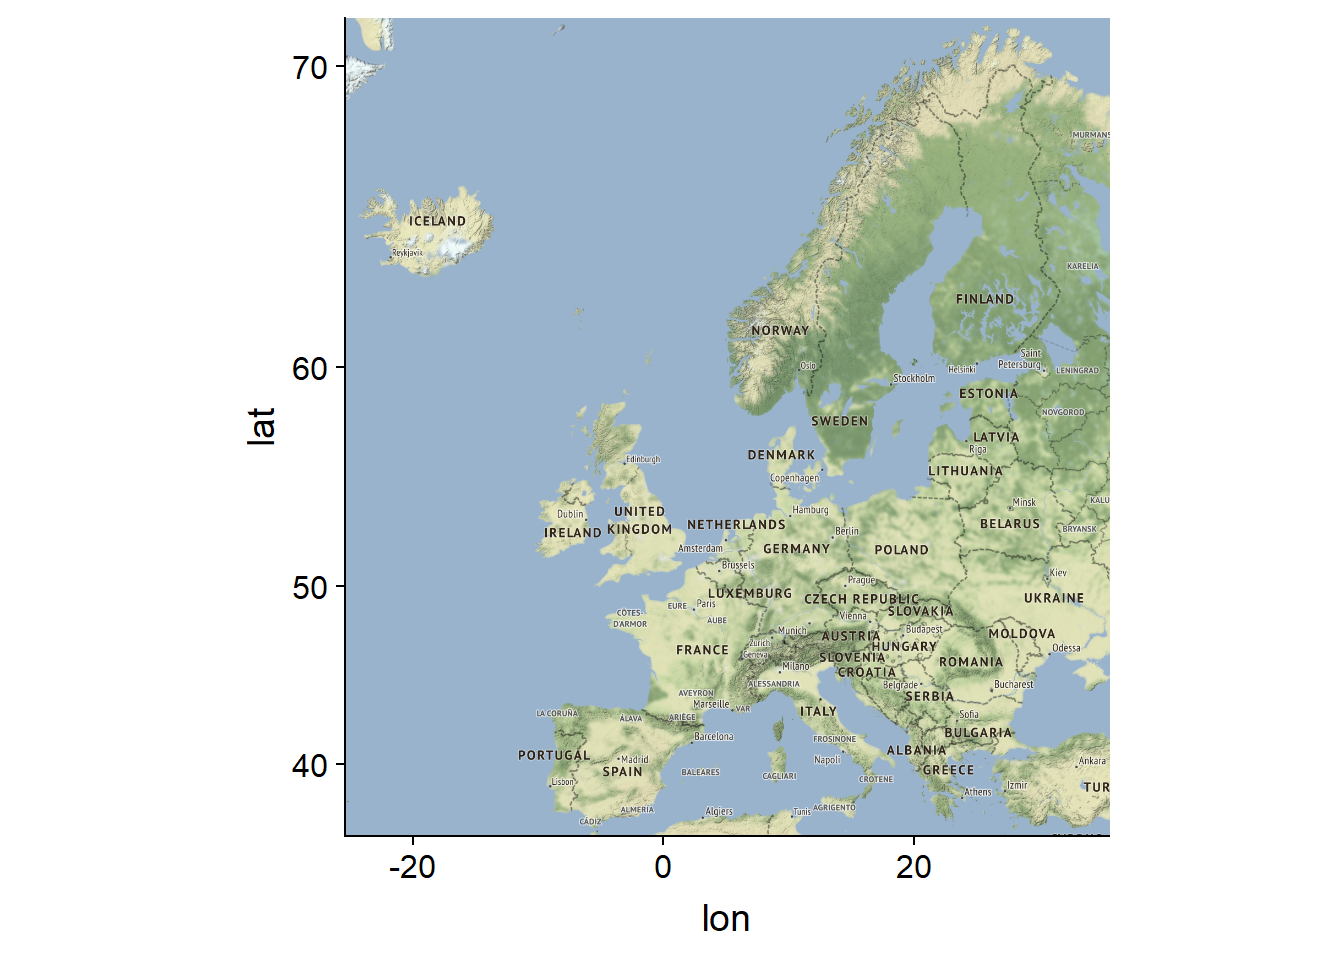 70
MURMANS
ICELAND
Reykjavik
KARELIA
FINLAND
NORWAY
60
Oslo
Saint
Petersburg
Helsinki
LENINGRAD
Stockholm
ESTONIA
NOVGOROD
SWEDEN
LATVIA
Riga
DENMARK
Edinburgh
LITHUANIA
Copenhagen
Minsk
KALU
UNITED
KINGDOM
Dublin
IRELAND
Hamburg
NETHERLANDS
BELARUS
BRYANSK
Berlin
Amsterdam
GERMANY
POLAND
Brussels
Kiev
50
Prague
LUXEMBURG
CZECH REPUBLIC
UKRAINE
EURE
Paris
CÔTES-
D'ARMOR
SLOVAKIA
AUBE
Vienna
Munich
Budapest
MOLDOVA
AUSTRIA
Zurich
HUNGARY
FRANCE
Geneva
SLOVENIA
Odessa
ROMANIA
Milano
CROATIA
ALESSANDRIA
Belgrade
Bucharest
AVEYRON
SERBIA
Marseille
VAR
ITALY
LA CORUÑA
ÁLAVA
ARIÈGE
Sofia
BULGARIA
Barcelona
FROSINONE
ALBANIA
PORTUGAL
Madrid
Napoli
Ankara
40
SPAIN
BALEARES
CAGLIARI
CROTENE
GREECE
Lisbon
Izmir
TUR
Athens
ALMERÍA
Algiers
Tunis
AGRIGENTO
CÁDIZ
-20
0
20
lat
lon